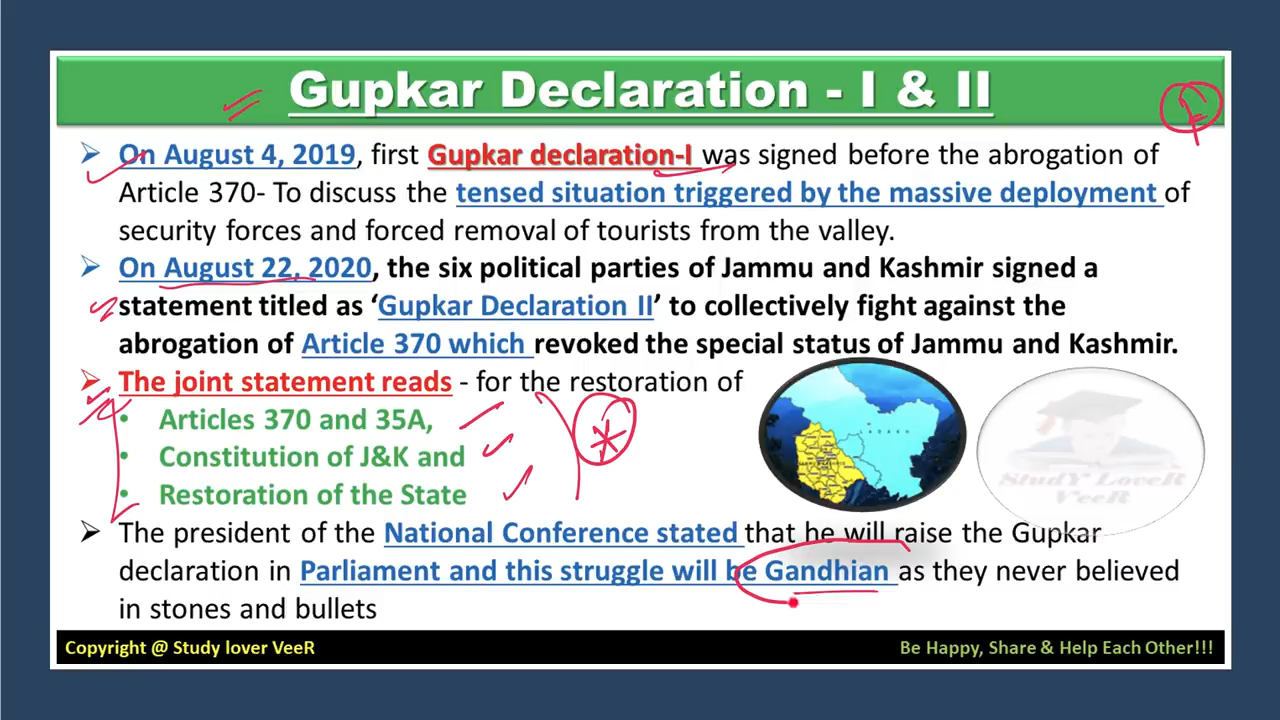 Gupkar Declaration - I & II
On August 4, 2019, first Gupkar declaration-I was signed before the abrogation of
Article 370- To discuss the tensed situation triggered by the massive deployment of
security forces and forced removal of tourists from the valley.
On August 22, 2020, the six political parties of Jammu and Kashmir signed a
statement titled as ‘Gupkar Declaration II’ to collectively fight against the
abrogation of Article 370 which revoked the special status of Jammu and Kashmir.
The joint statement reads - for the restoration of
• Articles 370 and 35A,
• Constitution of J&K and
• Restoration of the State
LADAKH
StudY LoveR
VeeR
The president of the National Conference stated that he will raise the Gupkar
declaration in Parliament and this struggle will be Gandhian as they never believed
in stones and bullets
Copyright @ Study lover VeeR
Be Happy, Share & Help Each Other!!!